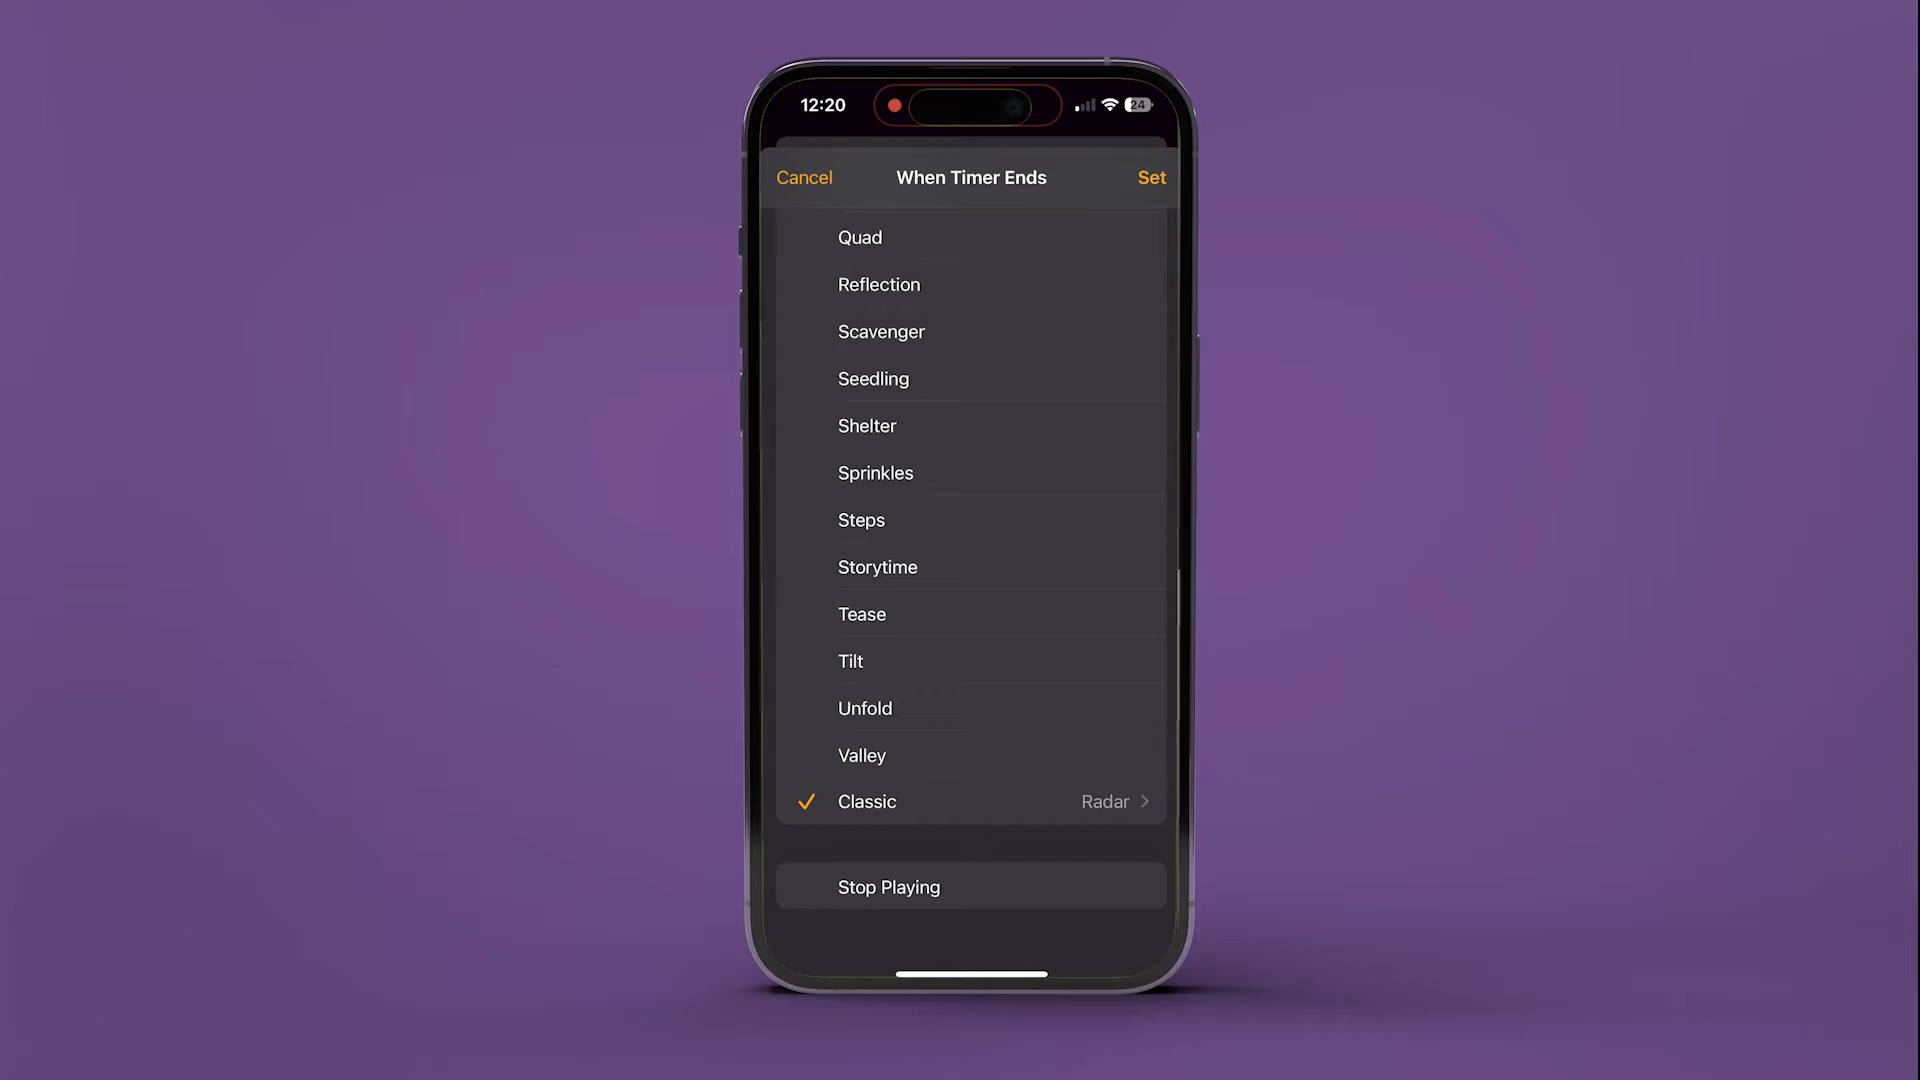 12:20
24
Cancel When Timer Ends Set
Quad
Reflection
Scavenger
Seedling
Shelter
Sprinkles
Steps
Storytime
Tease
Tilt
Unfold
Valley
Classic Radar
Stop Playing